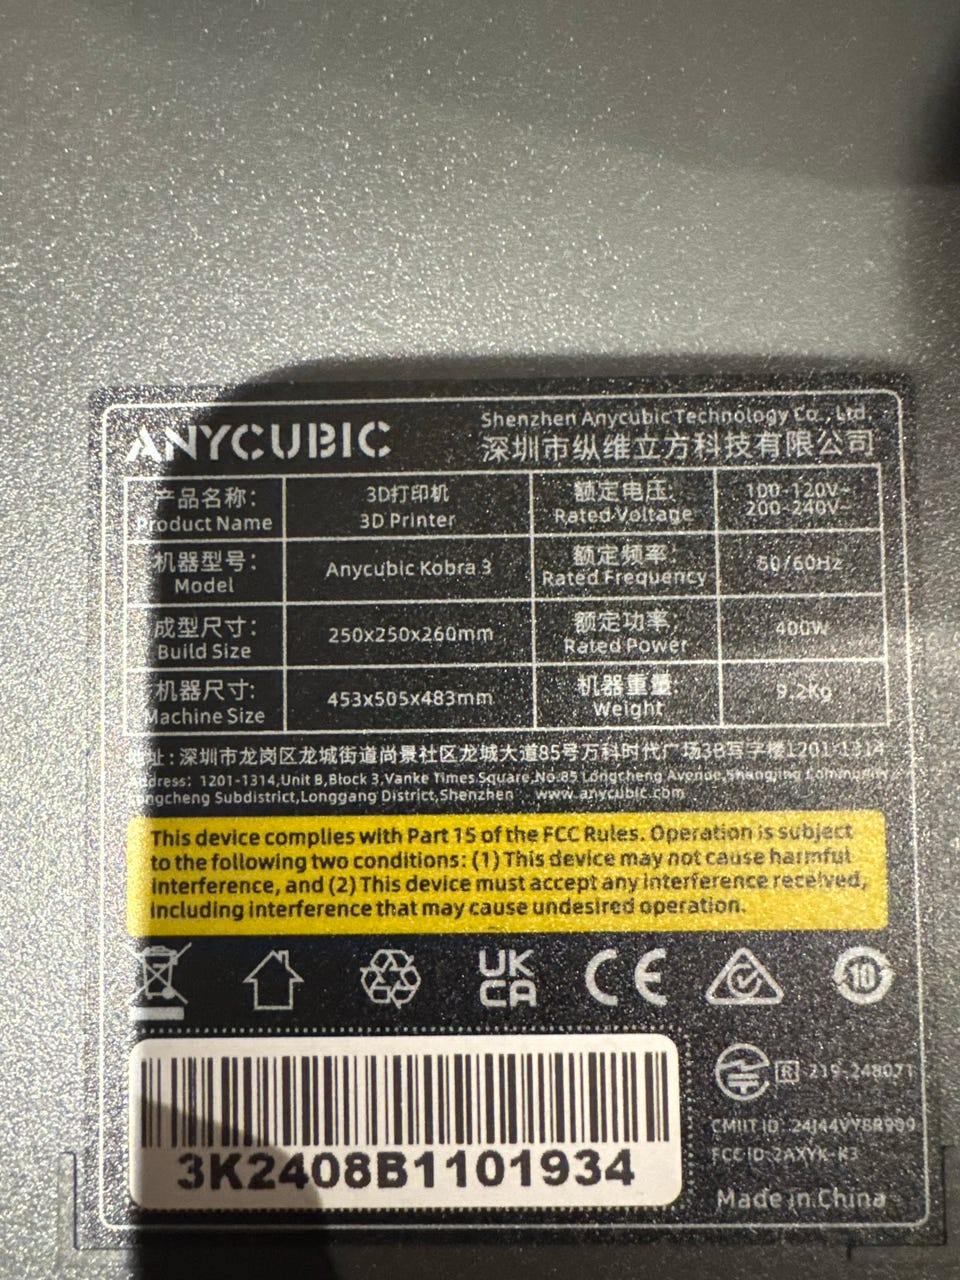 ANYCUBIC
Shenzhen Anycubic Technology Co., Ltd.
深圳市纵维立方科技有限公司
产品名称: 3D打印机 额定电压: 100-120V~
Product Name 3D Printer Rated Voltage 200-240V~
机器型号: Anycubic Kobra 3 额定频率: 50/60Hz
Model Rated Frequency
成型尺寸: 250x250x260mm 额定功率: 400W
Build Size Rated Power
机器尺寸: 453x505x483mm 机器重量: 9.2Kg
Machine Size Weight
地址: 深圳市龙岗区龙城街道尚景社区龙城大道85号万科时代广场3B写字楼1201-1314
Address: 1201-1314,Unit B,Block 3,Vanke Times Square,No.85 Longcheng Avenue,Shangjing Community
Longcheng Subdistrict,Longgang District,Shenzhen www.anycubic.com
This device complies with Part 15 of the FCC Rules. Operation is subject
to the following two conditions: (1) This device may not cause harmful
interference, and (2) This device must accept any interference received,
including interference that may cause undesired operation.
UK
CA
CE
10
R 219-248071
CMIIT ID: 24J44VY8R909
FCC ID:2AXYk-K3
3K2408B1101934
Made in China